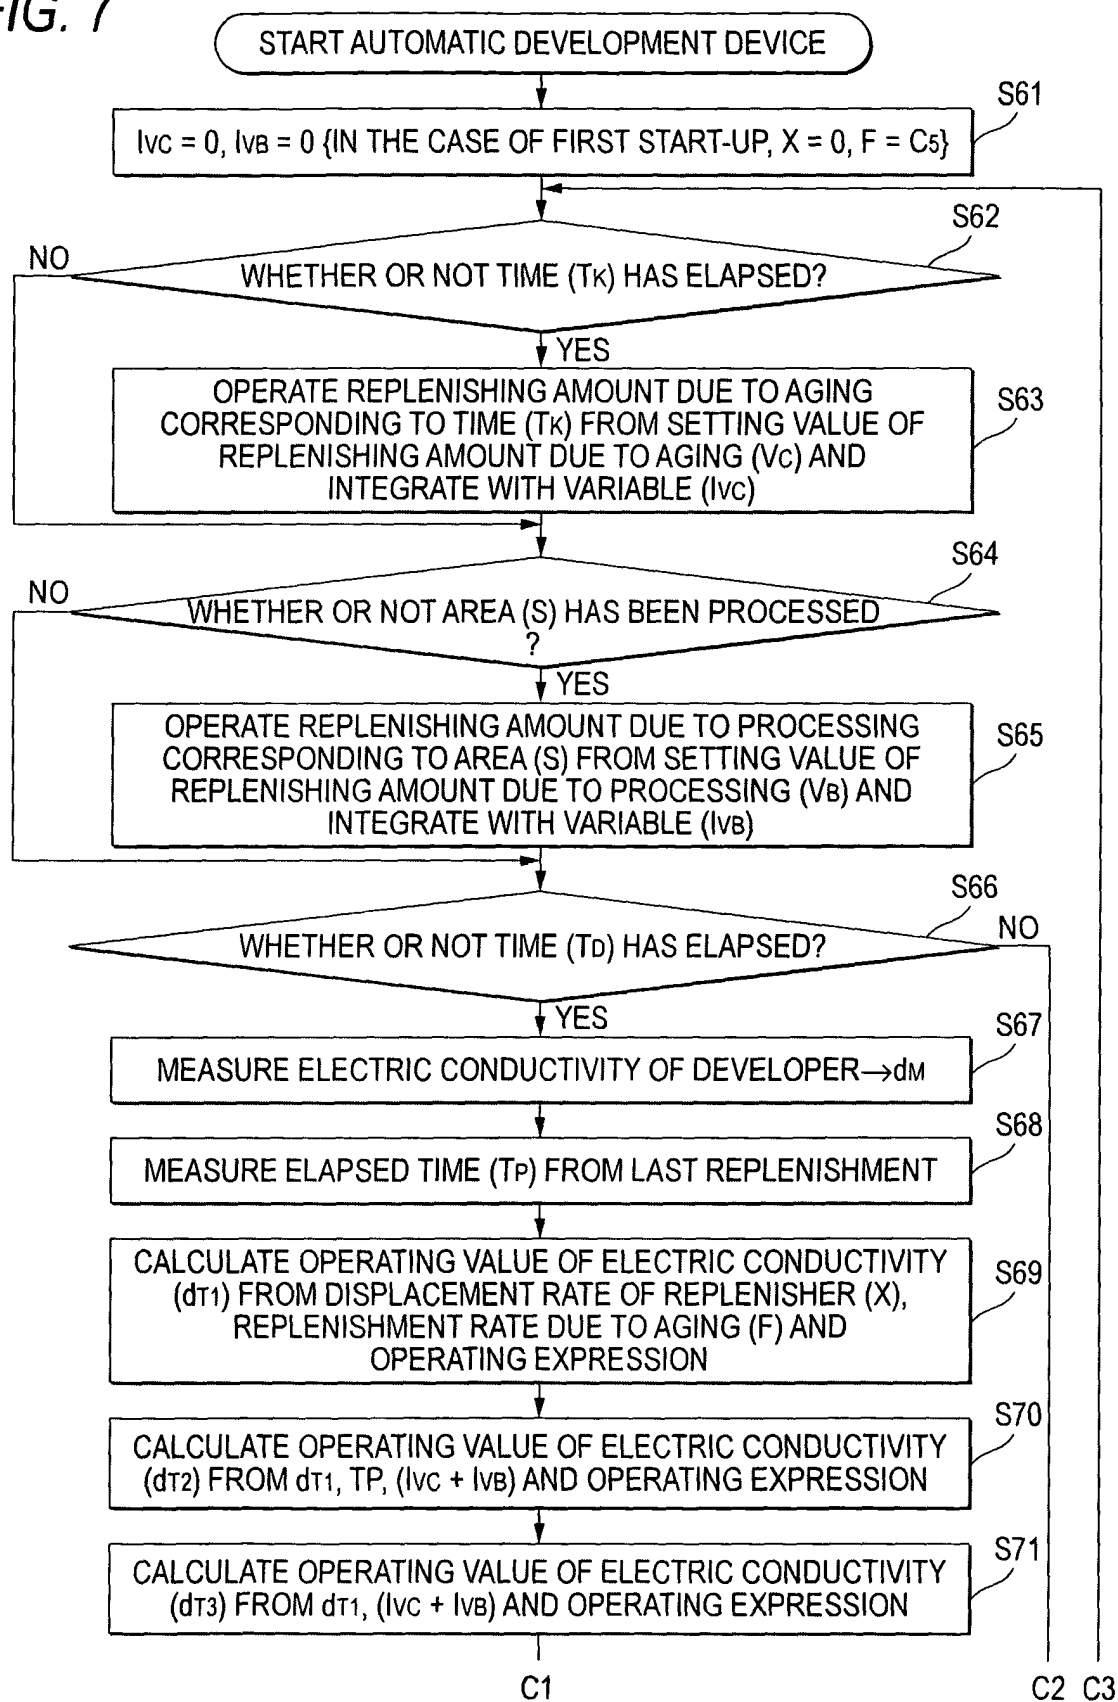 FIG. 7
START AUTOMATIC DEVELOPMENT DEVICE
S61
IVC = 0, IVB = 0 {IN THE CASE OF FIRST START-UP, X = 0, F = C5}
S62
NO
WHETHER OR NOT TIME (TK) HAS ELAPSED?
YES
S63
OPERATE REPLENISHING AMOUNT DUE TO AGING
CORRESPONDING TO TIME (TK) FROM SETTING VALUE OF
REPLENISHING AMOUNT DUE TO AGING (VC) AND
INTEGRATE WITH VARIABLE (IVC)
S64
NO
WHETHER OR NOT AREA (S) HAS BEEN PROCESSED
?
YES
S65
OPERATE REPLENISHING AMOUNT DUE TO PROCESSING
CORRESPONDING TO AREA (S) FROM SETTING VALUE OF
REPLENISHING AMOUNT DUE TO PROCESSING (VB) AND
INTEGRATE WITH VARIABLE (IVB)
S66
NO
WHETHER OR NOT TIME (TD) HAS ELAPSED?
YES
S67
MEASURE ELECTRIC CONDUCTIVITY OF DEVELOPER→dM
S68
MEASURE ELAPSED TIME (TP) FROM LAST REPLENISHMENT
S69
CALCULATE OPERATING VALUE OF ELECTRIC CONDUCTIVITY
(dT1) FROM DISPLACEMENT RATE OF REPLENISHER (X),
REPLENISHMENT RATE DUE TO AGING (F) AND
OPERATING EXPRESSION
S70
CALCULATE OPERATING VALUE OF ELECTRIC CONDUCTIVITY
(dT2) FROM dT1, TP, (IVC + IVB) AND OPERATING EXPRESSION
S71
CALCULATE OPERATING VALUE OF ELECTRIC CONDUCTIVITY
(dT3) FROM dT1, (IVC + IVB) AND OPERATING EXPRESSION
C1
C2 C3